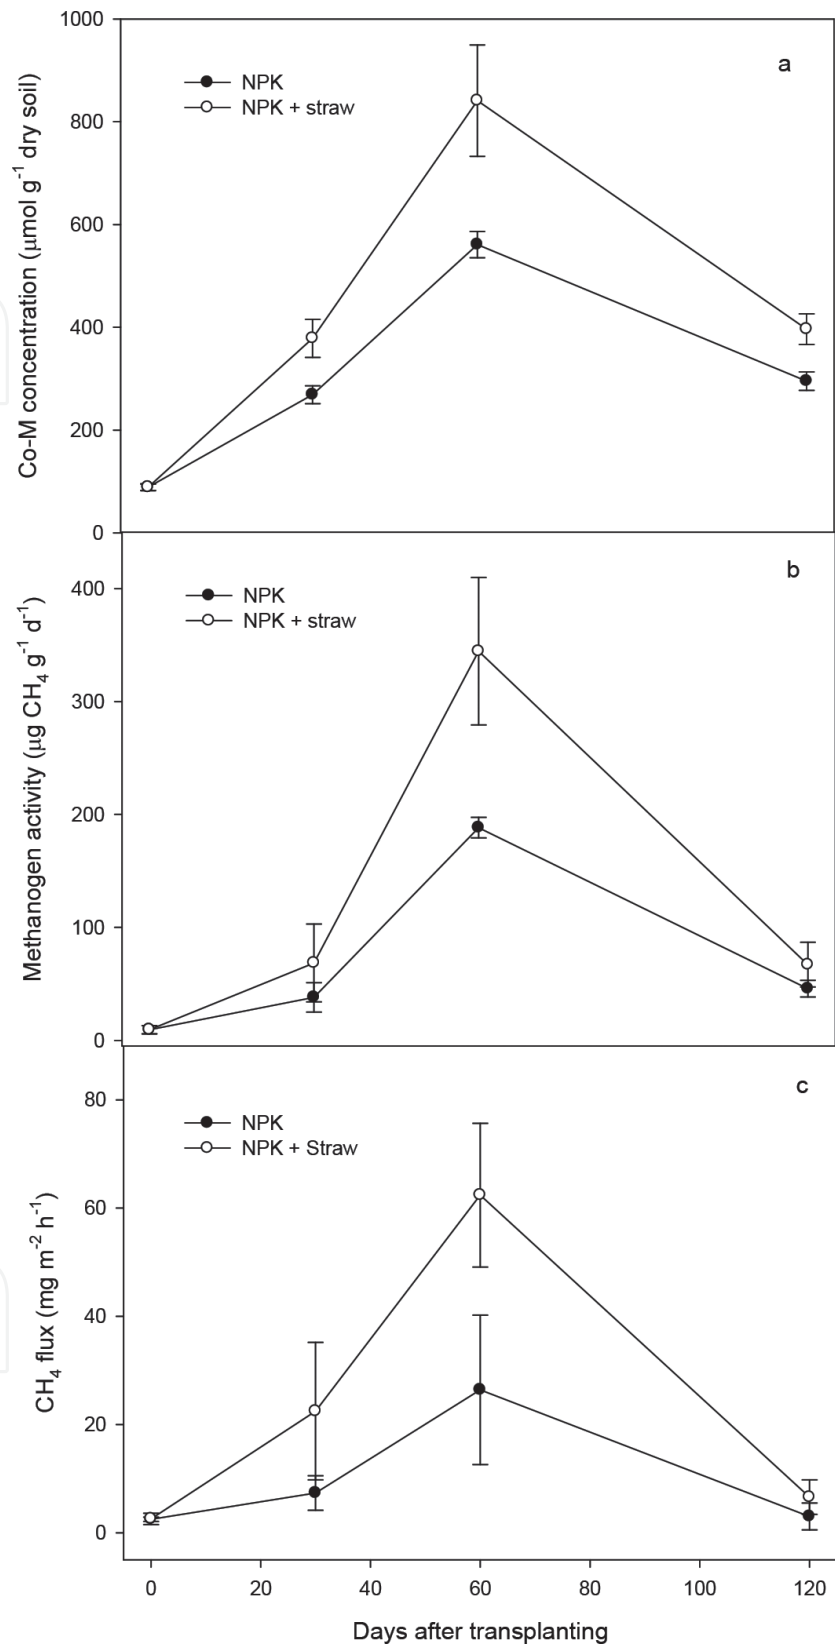 1000
a
NPK
NPK + straw
800
600
400
200
0
Co-M concentration (μmol g⁻¹ dry soil)
b
400
NPK
NPK + straw
300
200
100
0
Methanogen activity (μg CH₄ g⁻¹ d⁻¹)
c
80
NPK
NPK + Straw
60
40
20
0
CH₄ flux (mg m⁻² h⁻¹)
0 20 40 60 80 100 120
Days after transplanting